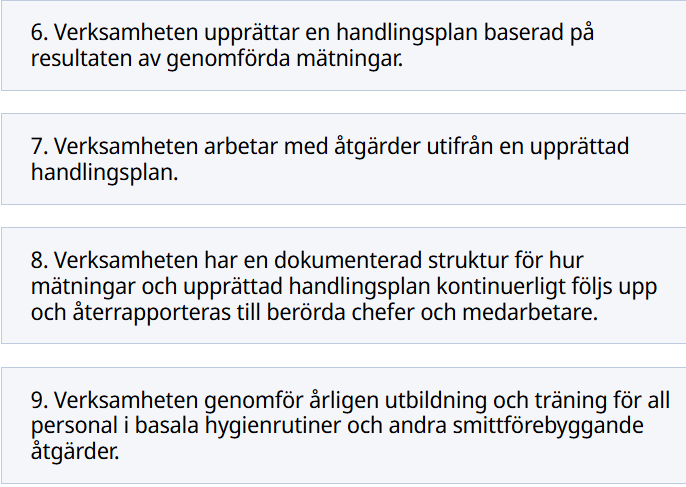 6. Verksamheten upprättar en handlingsplan baserad på
resultaten av genomförda mätningar.
7. Verksamheten arbetar med åtgärder utifrån en upprättad
handlingsplan.
8. Verksamheten har en dokumenterad struktur för hur
mätningar och upprättad handlingsplan kontinuerligt följs upp
och återrapporteras till berörda chefer och medarbetare.
9. Verksamheten genomför årligen utbildning och träning för all
personal i basala hygienrutiner och andra smittförebyggande
åtgärder.